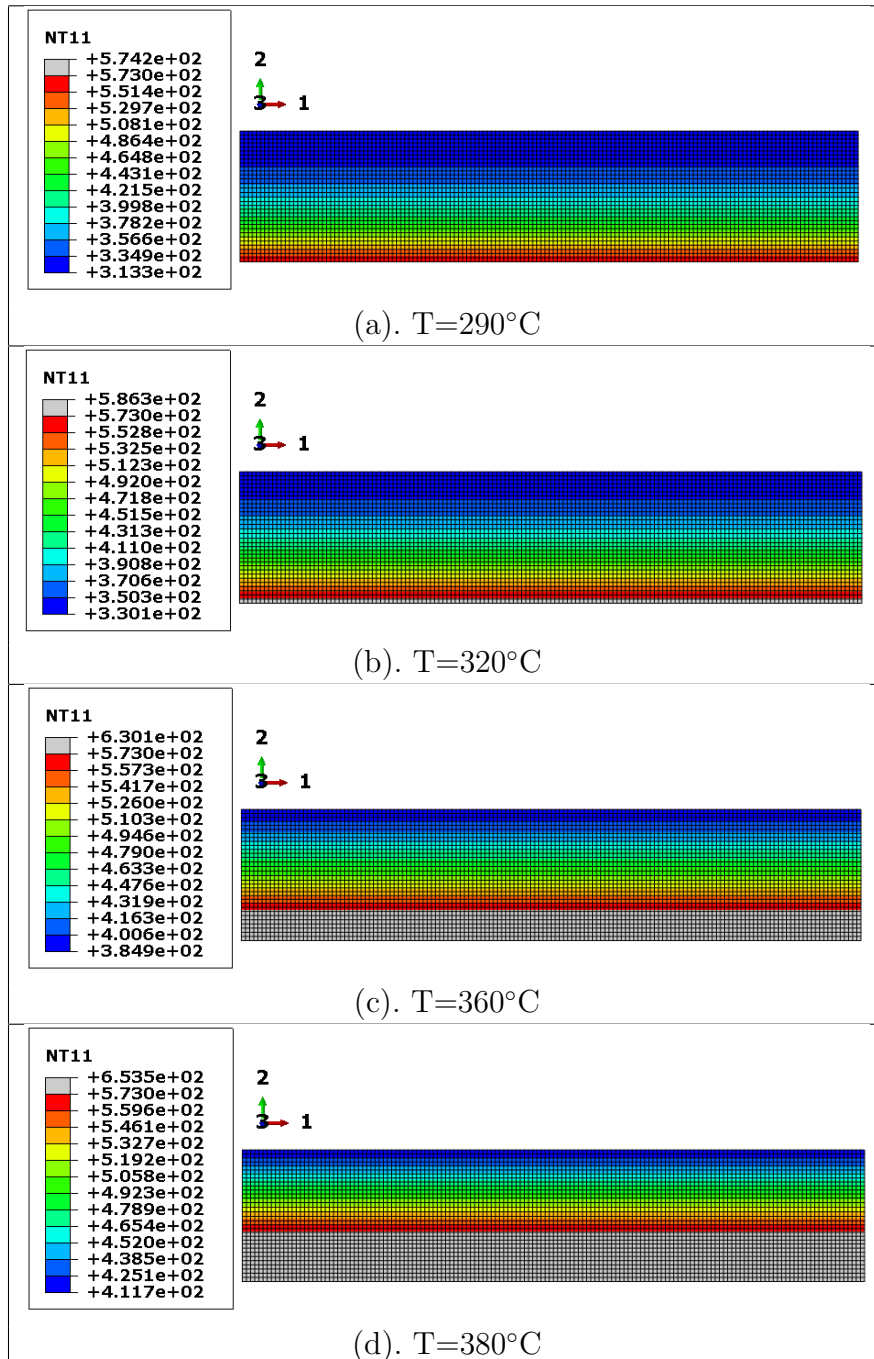 NT11
+5.742e+02
+5.730e+02
+5.514e+02
+5.297e+02
+5.081e+02
+4.864e+02
+4.648e+02
+4.431e+02
+4.215e+02
+3.998e+02
+3.782e+02
+3.566e+02
+3.349e+02
+3.133e+02
2
3 1
(a). T=290°C
NT11
+5.863e+02
+5.730e+02
+5.528e+02
+5.325e+02
+5.123e+02
+4.920e+02
+4.718e+02
+4.515e+02
+4.313e+02
+4.110e+02
+3.908e+02
+3.706e+02
+3.503e+02
+3.301e+02
2
3 1
(b). T=320°C
NT11
+6.301e+02
+5.730e+02
+5.573e+02
+5.417e+02
+5.260e+02
+5.103e+02
+4.946e+02
+4.790e+02
+4.633e+02
+4.476e+02
+4.319e+02
+4.163e+02
+4.006e+02
+3.849e+02
2
3 1
(c). T=360°C
NT11
+6.535e+02
+5.730e+02
+5.596e+02
+5.461e+02
+5.327e+02
+5.192e+02
+5.058e+02
+4.923e+02
+4.789e+02
+4.654e+02
+4.520e+02
+4.385e+02
+4.251e+02
+4.117e+02
2
3 1
(d). T=380°C